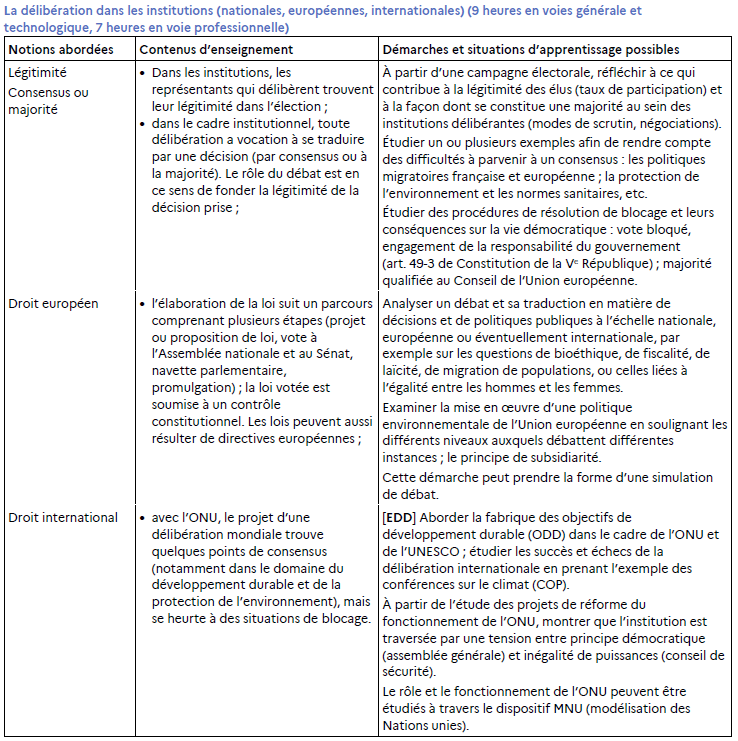 La délibération dans les institutions (nationales, européennes, internationales) (9 heures en voies générale et
technologique, 7 heures en voie professionnelle)
Notions abordées
Contenus d’enseignement
Démarches et situations d’apprentissage possibles
Légitimité
Consensus ou
majorité
• Dans les institutions, les
représentants qui délibèrent trouvent
leur légitimité dans l’élection ;
• dans le cadre institutionnel, toute
délibération a vocation à se traduire
par une décision (par consensus ou à
la majorité). Le rôle du débat est en
ce sens de fonder la légitimité de la
décision prise ;
À partir d’une campagne électorale, réfléchir à ce qui
contribue à la légitimité des élus (taux de participation) et
à la façon dont se constitue une majorité au sein des
institutions délibérantes (modes de scrutin, négociations).
Étudier un ou plusieurs exemples afin de rendre compte
des difficultés à parvenir à un consensus : les politiques
migratoires française et européenne ; la protection de
l’environnement et les normes sanitaires, etc.
Étudier des procédures de résolution de blocage et leurs
conséquences sur la vie démocratique : vote bloqué,
engagement de la responsabilité du gouvernement
(art. 49-3 de Constitution de la Vᵉ République) ; majorité
qualifiée au Conseil de l’Union européenne.
Droit européen
• l’élaboration de la loi suit un parcours
comprenant plusieurs étapes (projet
ou proposition de loi, vote à
l’Assemblée nationale et au Sénat,
navette parlementaire,
promulgation) ; la loi votée est
soumise à un contrôle
constitutionnel. Les lois peuvent aussi
résulter de directives européennes ;
Analyser un débat et sa traduction en matière de
décisions et de politiques publiques à l’échelle nationale,
européenne ou éventuellement internationale, par
exemple sur les questions de bioéthique, de fiscalité, de
laïcité, de migration de populations, ou celles liées à
l’égalité entre les hommes et les femmes.
Examiner la mise en œuvre d’une politique
environnementale de l’Union européenne en soulignant les
différents niveaux auxquels débattent différentes
instances ; le principe de subsidiarité.
Cette démarche peut prendre la forme d’une simulation
de débat.
Droit international
• avec l’ONU, le projet d’une
délibération mondiale trouve
quelques points de consensus
(notamment dans le domaine du
développement durable et de la
protection de l’environnement), mais
se heurte à des situations de blocage.
[EDD] Aborder la fabrique des objectifs de
développement durable (ODD) dans le cadre de l’ONU et
de l’UNESCO ; étudier les succès et échecs de la
délibération internationale en prenant l’exemple des
conférences sur le climat (COP).
À partir de l’étude des projets de réforme du
fonctionnement de l’ONU, montrer que l’institution est
traversée par une tension entre principe démocratique
(assemblée générale) et inégalité de puissances (conseil de
sécurité).
Le rôle et le fonctionnement de l’ONU peuvent être
étudiés à travers le dispositif MNU (modélisation des
Nations unies).